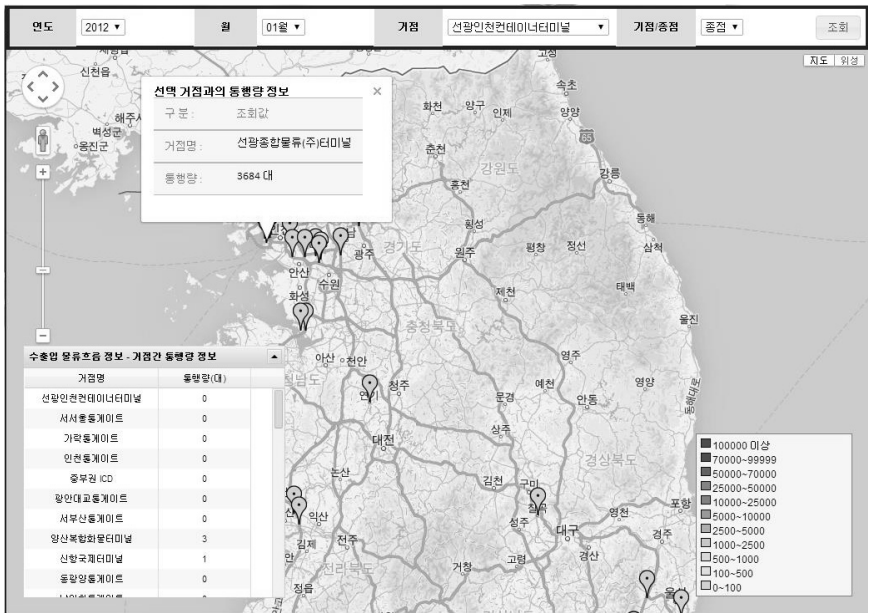 연도 2012 월 01월 거점 선광인천컨테이너터미널 기점/종점 종점 조회
지도 위성
선택 거점과의 통행량 정보 ×
구분 : 조회값
거점명 : 선광종합물류(주)터미널
통행량 : 3684 대
신천읍
해주시
벽성군
옹진군
고성
속초
화천 양구 인제 양양
65
춘천
강원도
홍천
강릉
횡성
동해
경기도
광주
원주
평창 정선 삼척
안산
수원
화성
제천
태백
울진
충청북도
아산 천안
영주
청주
문경
예천
안동
영양
동해대로
상주
대전
논산
김천 구미
경상북도
칠곡
익산
성주
대구
영천
포항
경주
김제 전주
경산
전라북도
거창
고령
정읍
수출입 물류흐름 정보 - 거점간 통행량 정보
거점명 통행량(대)
선광인천컨테이너터미널 0
서서울톨게이트 0
가락톨게이트 0
인천톨게이트 0
중부권 ICD 0
광안대교톨게이트 0
서부산톨게이트 0
양산복합화물터미널 3
신항국제터미널 1
동광양톨게이트 0
100000 이상
70000~99999
50000~70000
25000~50000
10000~25000
5000~10000
2500~5000
1000~2500
500~1000
100~500
0~100